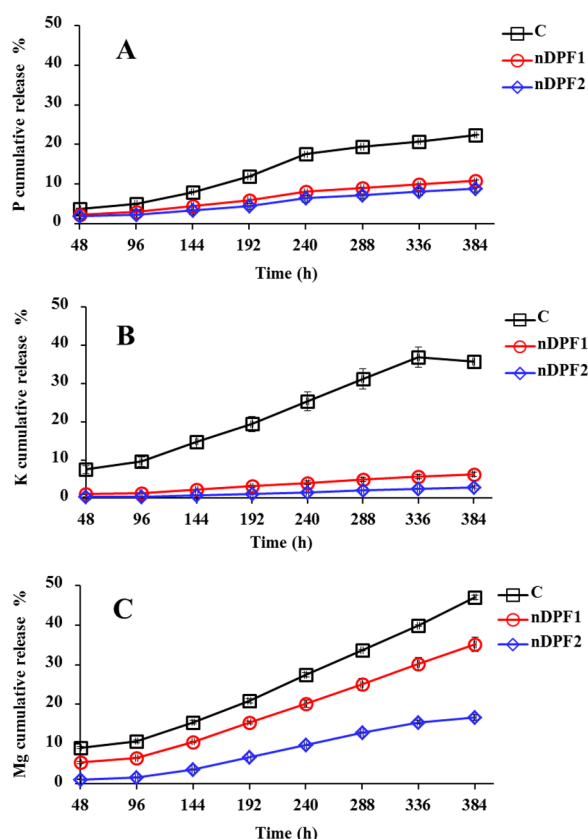 50
40
30
20
10
0
P cumulative release %
A
C
nDPF1
nDPF2
48 96 144 192 240 288 336 384
Time (h)
50
40
30
20
10
0
K cumulative release %
B
C
nDPF1
nDPF2
48 96 144 192 240 288 336 384
Time (h)
50
40
30
20
10
0
Mg cumulative release %
C
C
nDPF1
nDPF2
48 96 144 192 240 288 336 384
Time (h)